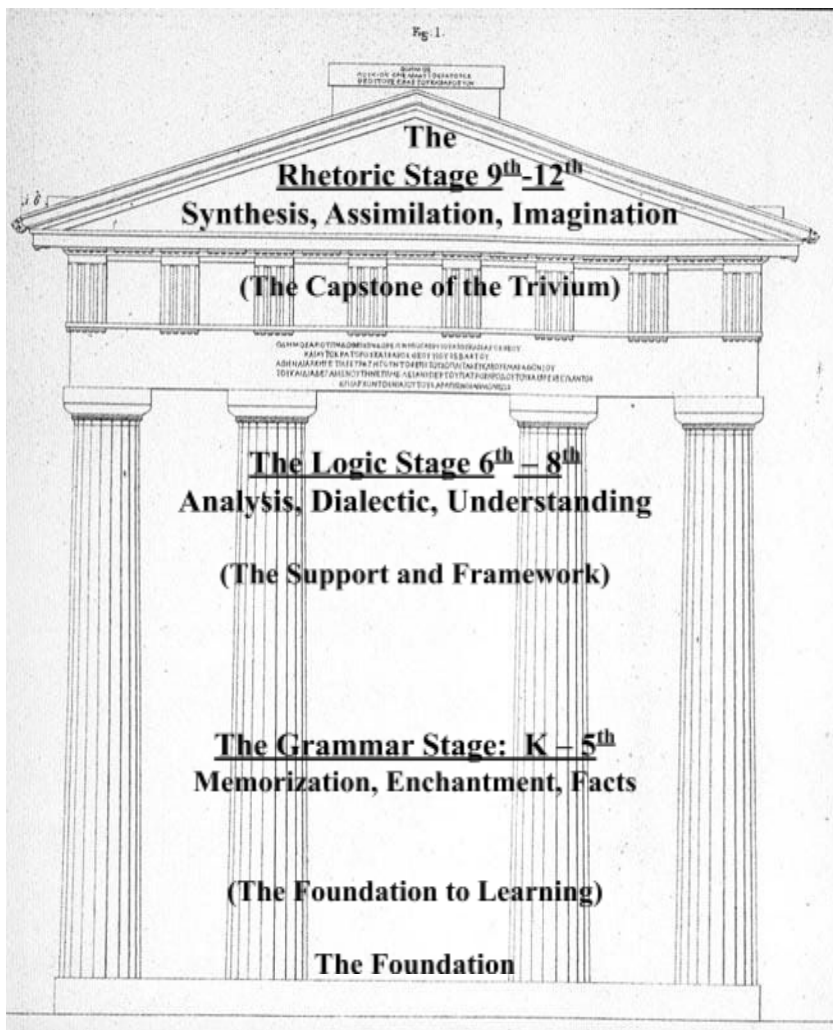 Fig. 1.
The
Rhetoric Stage 9th-12th
Synthesis, Assimilation, Imagination
(The Capstone of the Trivium)
The Logic Stage 6th – 8th
Analysis, Dialectic, Understanding
(The Support and Framework)
The Grammar Stage: K – 5th
Memorization, Enchantment, Facts
(The Foundation to Learning)
The Foundation